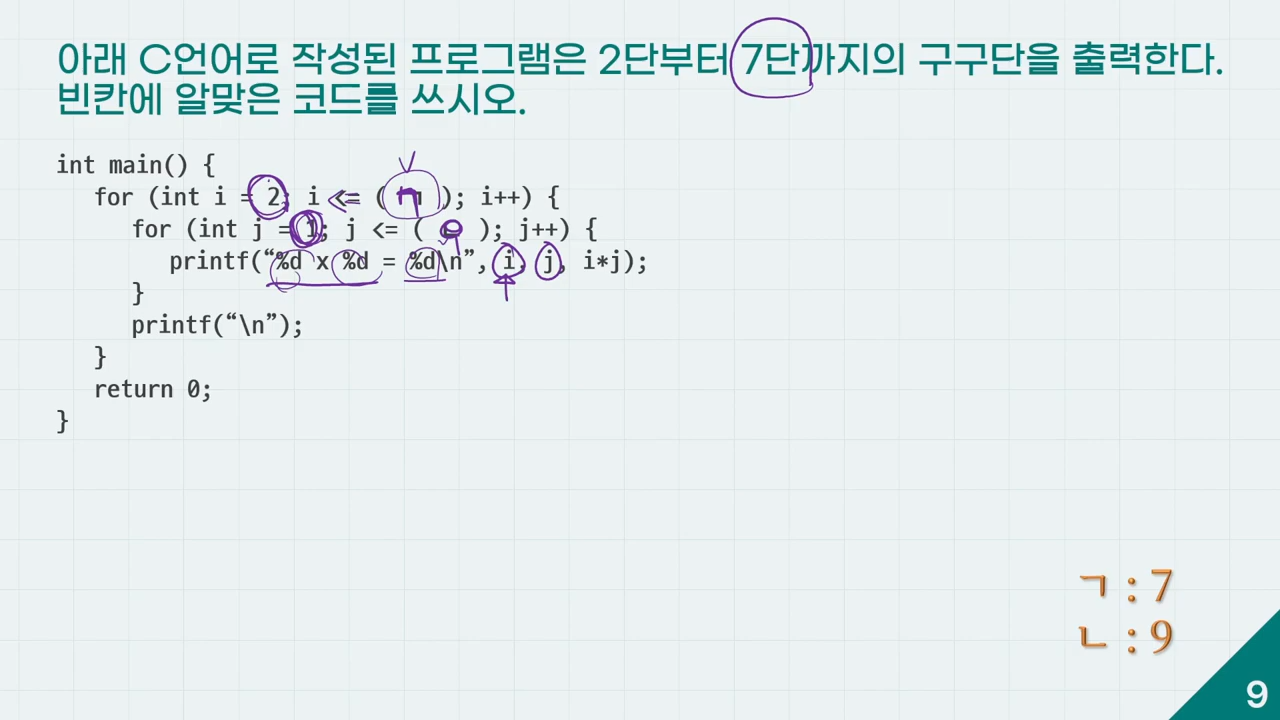 아래 C언어로 작성된 프로그램은 2단부터 7단까지의 구구단을 출력한다.
빈칸에 알맞은 코드를 쓰시오.
int main() {
for (int i = 2; i <= ( 7 ); i++) {
for (int j = 1; j <= ( 9 ); j++) {
printf(“%d x %d = %d\n”, i, j, i*j);
}
printf(“\n”);
}
return 0;
}
ㄱ : 7
ㄴ : 9
9